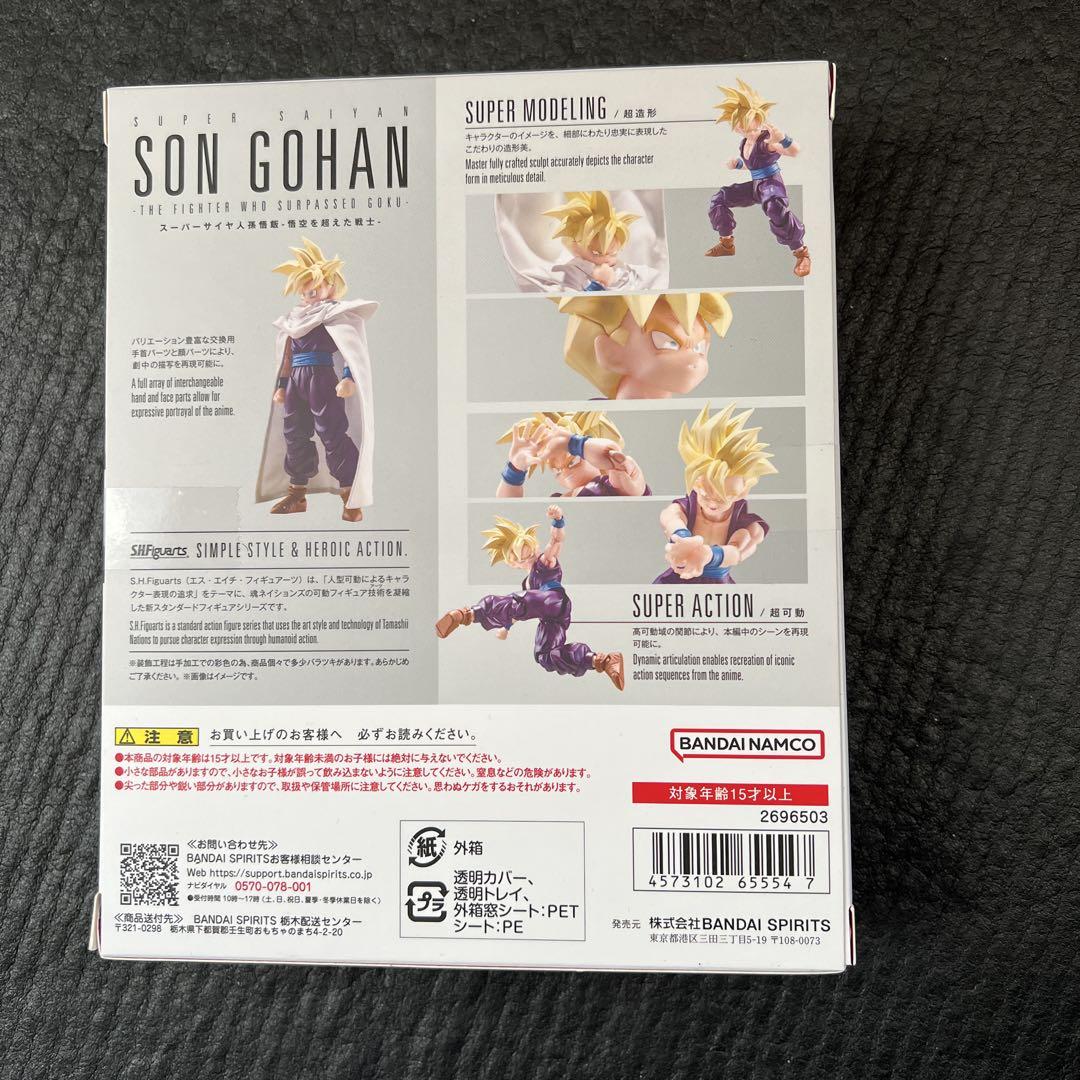 SUPER SAIYAN
SON GOHAN
-THE FIGHTER WHO SURPASSED GOKU-
スーパーサイヤ人孫悟飯-悟空を超えた戦士-
バリエーション豊富な交換用
手首パーツと顔パーツにより、
劇中の描写を再現可能に。
A full array of interchangeable
hand and face parts allow for
expressive portrayal of the anime.
S.H.Figuarts SIMPLE STYLE & HEROIC ACTION.
S.H.Figuarts（エス・エイチ・フィギュアーツ）は、「人型可動によるキャラ
クター表現の追求」をテーマに、魂ネイションズの可動フィギュア技術を凝縮
した新スタンダードフィギュアシリーズです。
S.H.Figuarts is a standard action figure series that uses the art style and technology of Tamashii
Nations to pursue character expression through humanoid action.
※装飾工程は手加工での彩色の為、商品個々で多少バラツキがあります。あらかじめ
ご了承ください。※画像はイメージです。
SUPER MODELING / 超造形
キャラクターのイメージを、細部にわたり忠実に表現した
こだわりの造形美。
Master fully crafted sculpt accurately depicts the character
form in meticulous detail.
SUPER ACTION / 超可動
高可動域の関節により、本編中のシーンを再現
可能に。
Dynamic articulation enables recreation of iconic
action sequences from the anime.
注意 お買い上げのお客様へ 必ずお読みください。
●本商品の対象年齢は15才以上です。対象年齢未満のお子様には絶対に与えないでください。
●小さな部品がありますので、小さなお子様が誤って飲み込まないように注意してください。窒息などの危険があります。
●尖った部分や鋭い部分がありますので、取扱や保管場所に注意してください。思わぬケガをするおそれがあります。
BANDAI NAMCO
対象年齢15才以上
2696503
4573102 65554 7
≪お問い合わせ先≫
BANDAI SPIRITSお客様相談センター
Web https://support.bandaispirits.co.jp
ナビダイヤル 0570-078-001
●受付時間 10時〜17時（土、日、祝日、夏季・冬季休業日を除く）
≪商品送付先≫ BANDAI SPIRITS 栃木配送センター
〒321-0298 栃木県下都賀郡壬生町おもちゃのまち4-2-20
紙 外箱
プラ 透明カバー、
透明トレイ、
外箱窓シート:PET
シート:PE
発売元 株式会社BANDAI SPIRITS
東京都港区三田三丁目5-19 〒108-0073